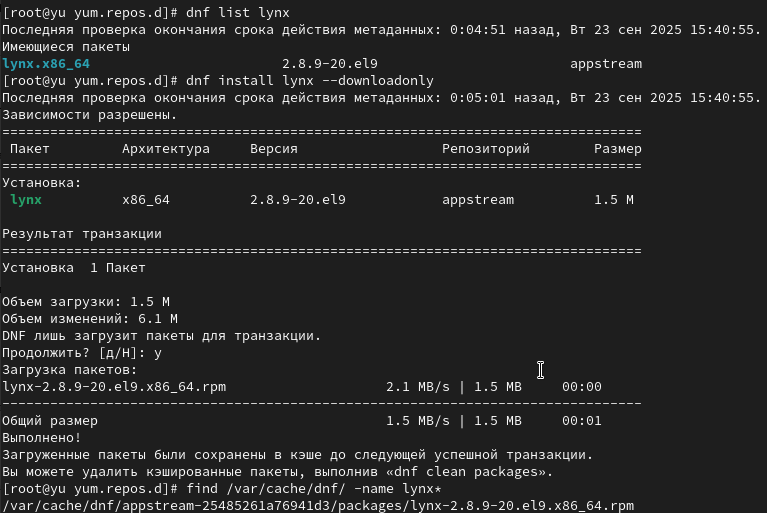 [root@yu yum.repos.d]# dnf list lynx
Последняя проверка окончания срока действия метаданных: 0:04:51 назад, Вт 23 сен 2025 15:40:55.
Имеющиеся пакеты
lynx.x86_64 2.8.9-20.el9 appstream
[root@yu yum.repos.d]# dnf install lynx --downloadonly
Последняя проверка окончания срока действия метаданных: 0:05:01 назад, Вт 23 сен 2025 15:40:55.
Зависимости разрешены.
================================================================================
Пакет Архитектура Версия Репозиторий Размер
================================================================================
Установка:
lynx x86_64 2.8.9-20.el9 appstream 1.5 M
Результат транзакции
================================================================================
Установка 1 Пакет
Объем загрузки: 1.5 M
Объем изменений: 6.1 M
DNF лишь загрузит пакеты для транзакции.
Продолжить? [д/Н]: y
Загрузка пакетов:
lynx-2.8.9-20.el9.x86_64.rpm 2.1 MB/s | 1.5 MB 00:00
--------------------------------------------------------------------------------
Общий размер 1.5 MB/s | 1.5 MB 00:01
Выполнено!
Загруженные пакеты были сохранены в кэше до следующей успешной транзакции.
Вы можете удалить кэшированные пакеты, выполнив «dnf clean packages».
[root@yu yum.repos.d]# find /var/cache/dnf/ -name lynx*
/var/cache/dnf/appstream-25485261a76941d3/packages/lynx-2.8.9-20.el9.x86_64.rpm